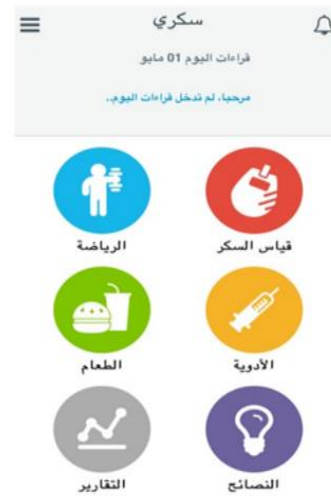 سكري
قراءات اليوم 01 مايو
مرحبا، لم تدخل قراءات اليوم..
قياس السكر
الرياضة
الأدوية
الطعام
النصائح
التقارير